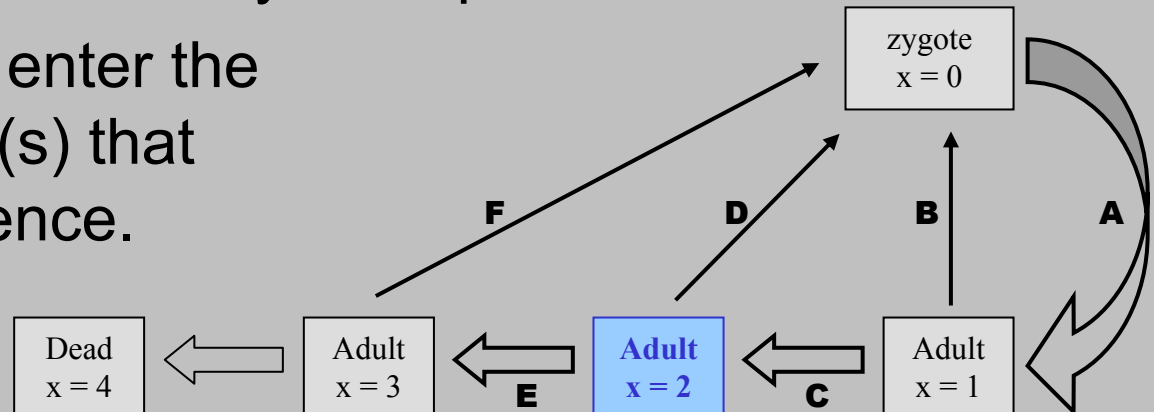 enter the
(s) that
ence.
zygote
x = 0
F
D
B
A
Dead
x = 4
Adult
x = 3
Adult
x = 2
Adult
x = 1
E
C